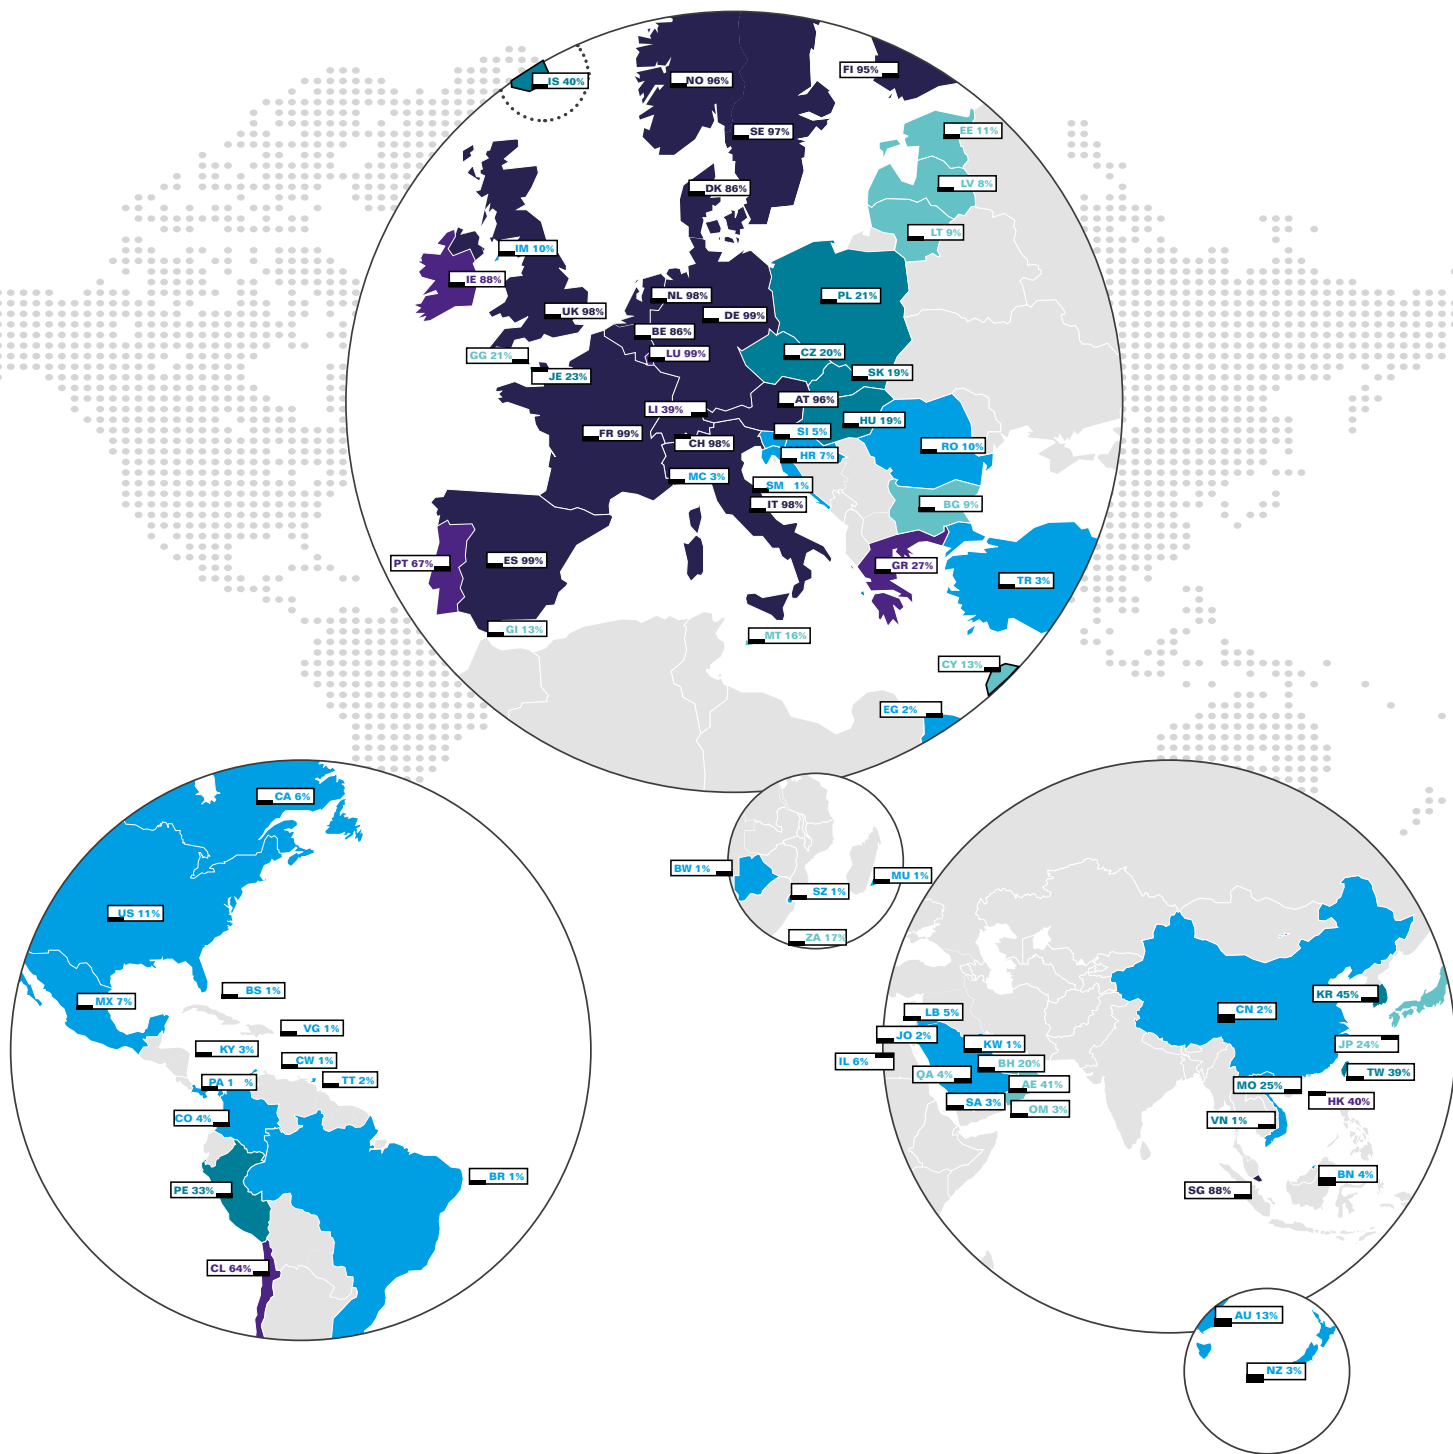 IS 40%
NO 96%
FI 95%
SE 97%
EE 11%
DK 86%
LV 8%
LT 9%
IM 10%
IE 88%
NL 98%
PL 21%
UK 98%
DE 99%
BE 86%
GG 21%
LU 99%
CZ 20%
JE 23%
SK 19%
AT 96%
LI 39%
HU 19%
FR 99%
SI 5%
CH 98%
RO 10%
HR 7%
MC 3%
SM 1%
IT 98%
BG 9%
PT 67%
ES 99%
GR 27%
TR 3%
GI 13%
MT 16%
CY 13%
EG 2%
CA 6%
US 11%
BS 1%
MX 7%
VG 1%
KY 3%
CW 1%
PA 1 %
TT 2%
CO 4%
BR 1%
PE 33%
CL 64%
BW 1%
MU 1%
SZ 1%
ZA 17%
KR 45%
LB 5%
CN 2%
JO 2%
KW 1%
JP 24%
IL 6%
BH 20%
QA 4%
TW 39%
AE 41%
MO 25%
SA 3%
HK 40%
OM 3%
VN 1%
BN 4%
SG 88%
AU 13%
NZ 3%